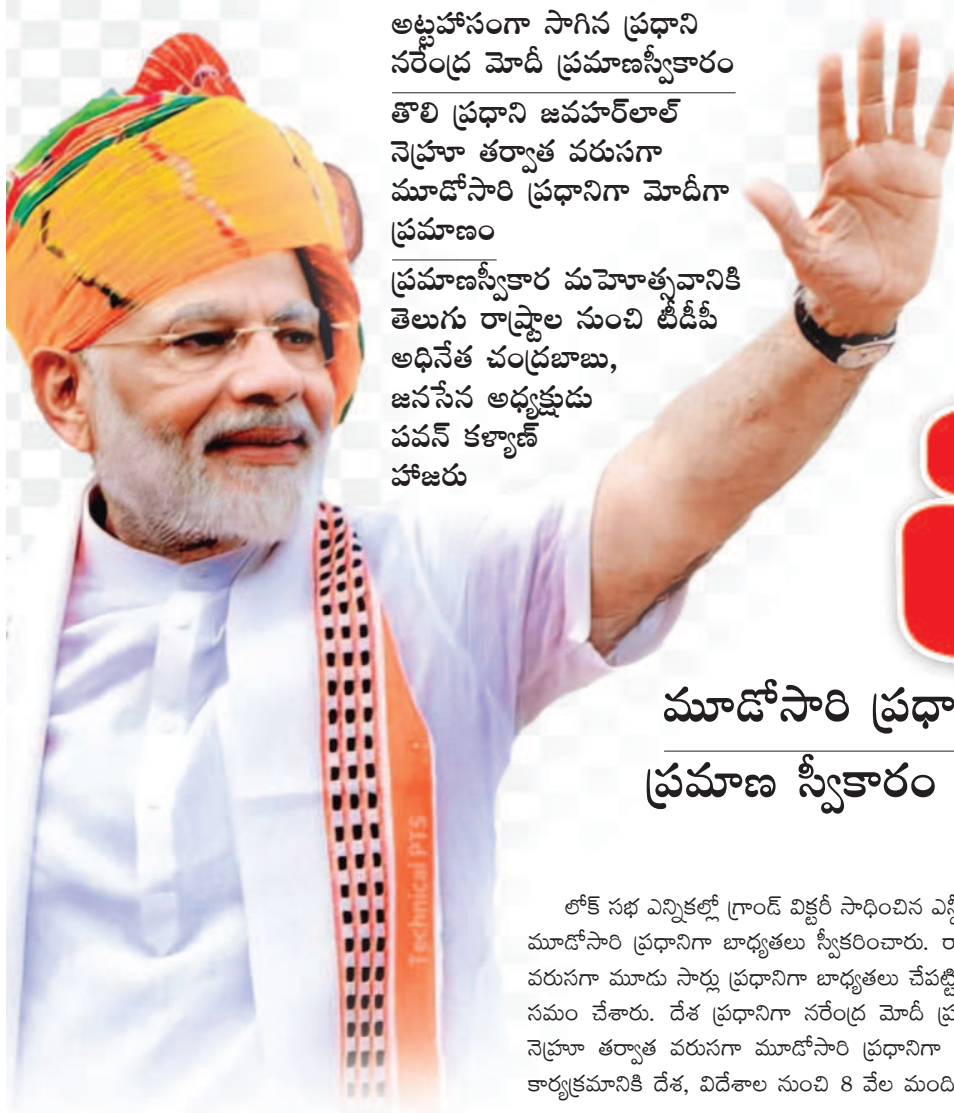 అట్టహాసంగా సాగిన ప్రధాని
నరేంద్ర మోదీ ప్రమాణస్వీకారం
తొలి ప్రధాని జవహర్‌లాల్
నెహ్రూ తర్వాత వరుసగా
మూడోసారి ప్రధానిగా మోదీగా
ప్రమాణం
ప్రమాణస్వీకార మహెూత్సవానికి
తెలుగు రాష్ట్రాల నుంచి టీడీపీ
అధినేత చంద్రబాబు,
జనసేన అధ్యక్షుడు
పవన్ కళ్యాణ్
హాజరు
మూడోసారి ప్రధా
ప్రమాణ స్వీకారం
Technical PTS
లోక్ సభ ఎన్నికల్లో గ్రాండ్ విక్టరీ సాధించిన
మూడోసారి ప్రధానిగా బాధ్యతలు స్వీకరించారు. రా
వరుసగా మూడు సార్లు ప్రధానిగా బాధ్యతలు చేపట్టి
సమం చేశారు. దేశ ప్రధానిగా నరేంద్ర మోదీ ప్ర
నెహ్రూ తర్వాత వరుసగా మూడోసారి ప్రధానిగా
కార్యక్రమానికి దేశ, విదేశాల నుంచి 8 వేల మంది